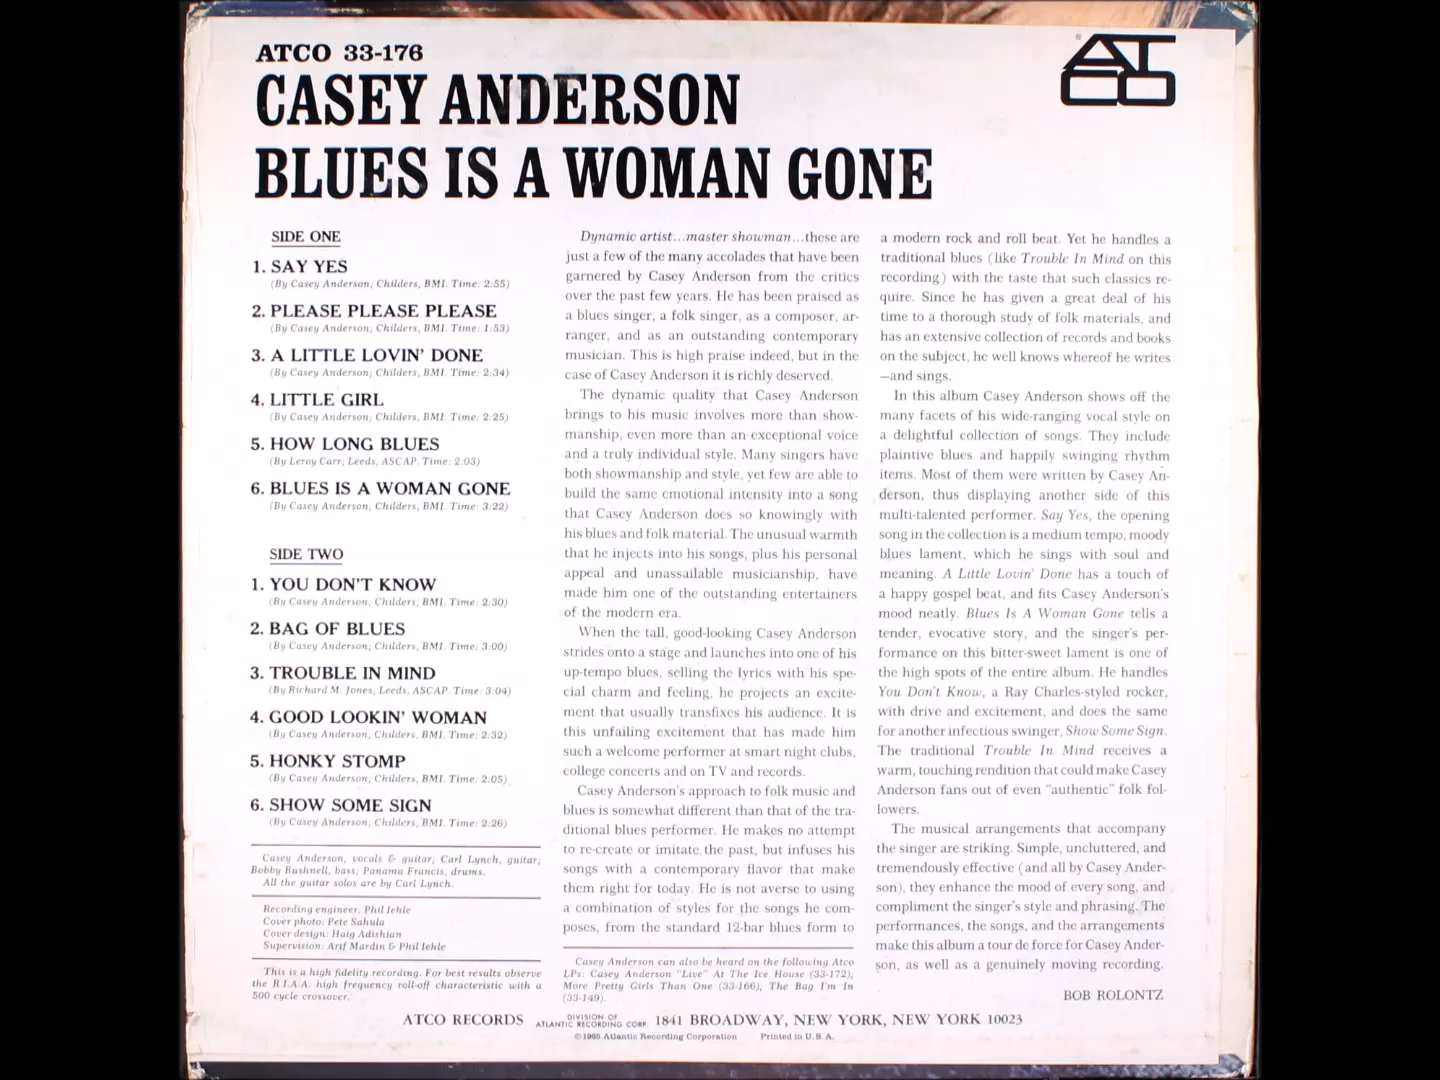 ATCO 33-176
ATCO
CASEY ANDERSON
BLUES IS A WOMAN GONE
SIDE ONE
1. SAY YES
(By Casey Anderson; Childers, BMI. Time: 2:55)
2. PLEASE PLEASE PLEASE
(By Casey Anderson; Childers, BMI. Time: 1:53)
3. A LITTLE LOVIN' DONE
(By Casey Anderson; Childers, BMI. Time: 2:34)
4. LITTLE GIRL
(By Casey Anderson; Childers, BMI. Time: 2:25)
5. HOW LONG BLUES
(By Leroy Carr; Leeds, ASCAP. Time: 2:03)
6. BLUES IS A WOMAN GONE
(By Casey Anderson; Childers, BMI. Time: 3:22)
SIDE TWO
1. YOU DON'T KNOW
(By Casey Anderson, Childers, BMI. Time: 2:30)
2. BAG OF BLUES
(By Casey Anderson; Childers, BMI. Time: 3:00)
3. TROUBLE IN MIND
(By Richard M. Jones; Leeds, ASCAP. Time: 3:04)
4. GOOD LOOKIN' WOMAN
(By Casey Anderson; Childers, BMI. Time: 2:32)
5. HONKY STOMP
(By Casey Anderson; Childers, BMI. Time: 2:05)
6. SHOW SOME SIGN
(By Casey Anderson; Childers, BMI. Time: 2:26)
Casey Anderson, vocals & guitar; Carl Lynch, guitar;
Bobby Bushnell, bass; Panama Francis, drums.
All the guitar solos are by Carl Lynch.
Recording engineer: Phil Iehle
Cover photo: Pete Sahula
Cover design: Haig Adishian
Supervision: Arif Mardin & Phil Iehle
This is a high fidelity recording. For best results observe
the R.I.A.A. high frequency roll-off characteristic with a
500 cycle crossover.
Dynamic artist...master showman...these are
just a few of the many accolades that have been
garnered by Casey Anderson from the critics
over the past few years. He has been praised as
a blues singer, a folk singer, as a composer, ar-
ranger, and as an outstanding contemporary
musician. This is high praise indeed, but in the
case of Casey Anderson it is richly deserved.
The dynamic quality that Casey Anderson
brings to his music involves more than show-
manship, even more than an exceptional voice
and a truly individual style. Many singers have
both showmanship and style, yet few are able to
build the same emotional intensity into a song
that Casey Anderson does so knowingly with
his blues and folk material. The unusual warmth
that he injects into his songs, plus his personal
appeal and unassailable musicianship, have
made him one of the outstanding entertainers
of the modern era.
When the tall, good-looking Casey Anderson
strides onto a stage and launches into one of his
up-tempo blues, selling the lyrics with his spe-
cial charm and feeling, he projects an excite-
ment that usually transfixes his audience. It is
this unfailing excitement that has made him
such a welcome performer at smart night clubs,
college concerts and on TV and records.
Casey Anderson's approach to folk music and
blues is somewhat different than that of the tra-
ditional blues performer. He makes no attempt
to re-create or imitate the past, but infuses his
songs with a contemporary flavor that make
them right for today. He is not averse to using
a combination of styles for the songs he com-
poses, from the standard 12-bar blues form to
Casey Anderson can also be heard on the following Atco
LPs: Casey Anderson "Live" At The Ice House (33-172);
More Pretty Girls Than One (33-166); The Bag I'm In
(33-149).
a modern rock and roll beat. Yet he handles a
traditional blues (like Trouble In Mind on this
recording) with the taste that such classics re-
quire. Since he has given a great deal of his
time to a thorough study of folk materials, and
has an extensive collection of records and books
on the subject, he well knows whereof he writes
—and sings.
In this album Casey Anderson shows off the
many facets of his wide-ranging vocal style on
a delightful collection of songs. They include
plaintive blues and happily swinging rhythm
items. Most of them were written by Casey An-
derson, thus displaying another side of this
multi-talented performer. Say Yes, the opening
song in the collection is a medium tempo, moody
blues lament, which he sings with soul and
meaning. A Little Lovin' Done has a touch of
a happy gospel beat, and fits Casey Anderson's
mood neatly. Blues Is A Woman Gone tells a
tender, evocative story, and the singer's per-
formance on this bitter-sweet lament is one of
the high spots of the entire album. He handles
You Don't Know, a Ray Charles-styled rocker,
with drive and excitement, and does the same
for another infectious swinger, Show Some Sign.
The traditional Trouble In Mind receives a
warm, touching rendition that could make Casey
Anderson fans out of even "authentic" folk fol-
lowers.
The musical arrangements that accompany
the singer are striking. Simple, uncluttered, and
tremendously effective (and all by Casey Ander-
son), they enhance the mood of every song, and
compliment the singer's style and phrasing. The
performances, the songs, and the arrangements
make this album a tour de force for Casey Ander-
son, as well as a genuinely moving recording.
BOB ROLONTZ
ATCO RECORDS DIVISION OF ATLANTIC RECORDING CORP. 1841 BROADWAY, NEW YORK, NEW YORK 10023
©1965 Atlantic Recording Corporation Printed in U. S. A.